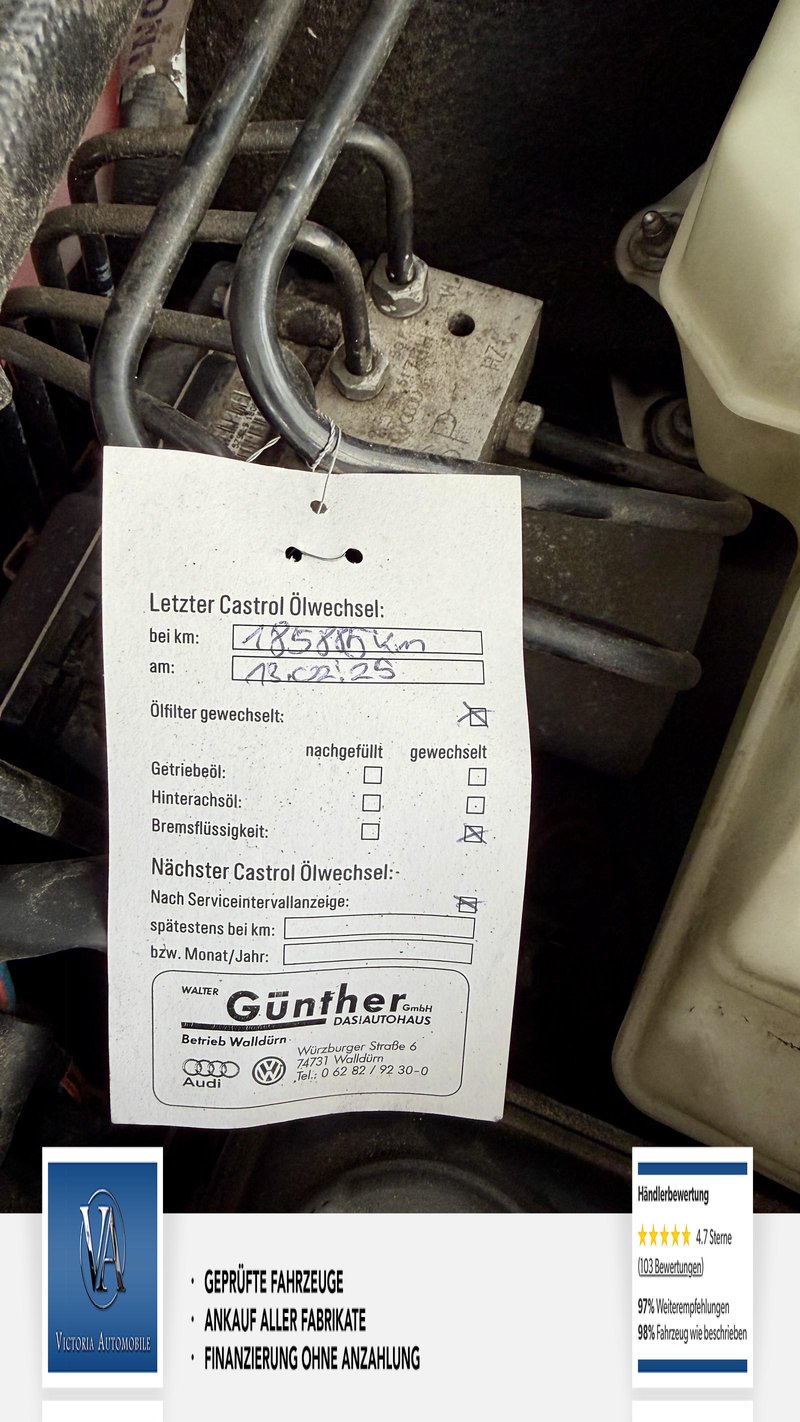 Letzter Castrol Ölwechsel:
bei km:
am: 13.02.25
Ölfilter gewechselt:
nachgefüllt gewechselt
Getriebeöl:
Hinterachsöl:
Bremsflüssigkeit:
Nächster Castrol Ölwechsel:
Nach Serviceintervallanzeige:
spätestens bei km:
bzw. Monat/Jahr:
WALTER
Günther GmbH
DAS!AUTOHAUS
Betrieb Walldürn
Würzburger Straße 6
74731 Walldürn
Tel.: 0 62 82 / 92 30-0
Audi
VA
VICTORIA AUTOMOBILE
· GEPRÜFTE FAHRZEUGE
· ANKAUF ALLER FABRIKATE
· FINANZIERUNG OHNE ANZAHLUNG
Händlerbewertung
4.7 Sterne
(103 Bewertungen)
97% Weiterempfehlungen
98% Fahrzeug wie beschrieben